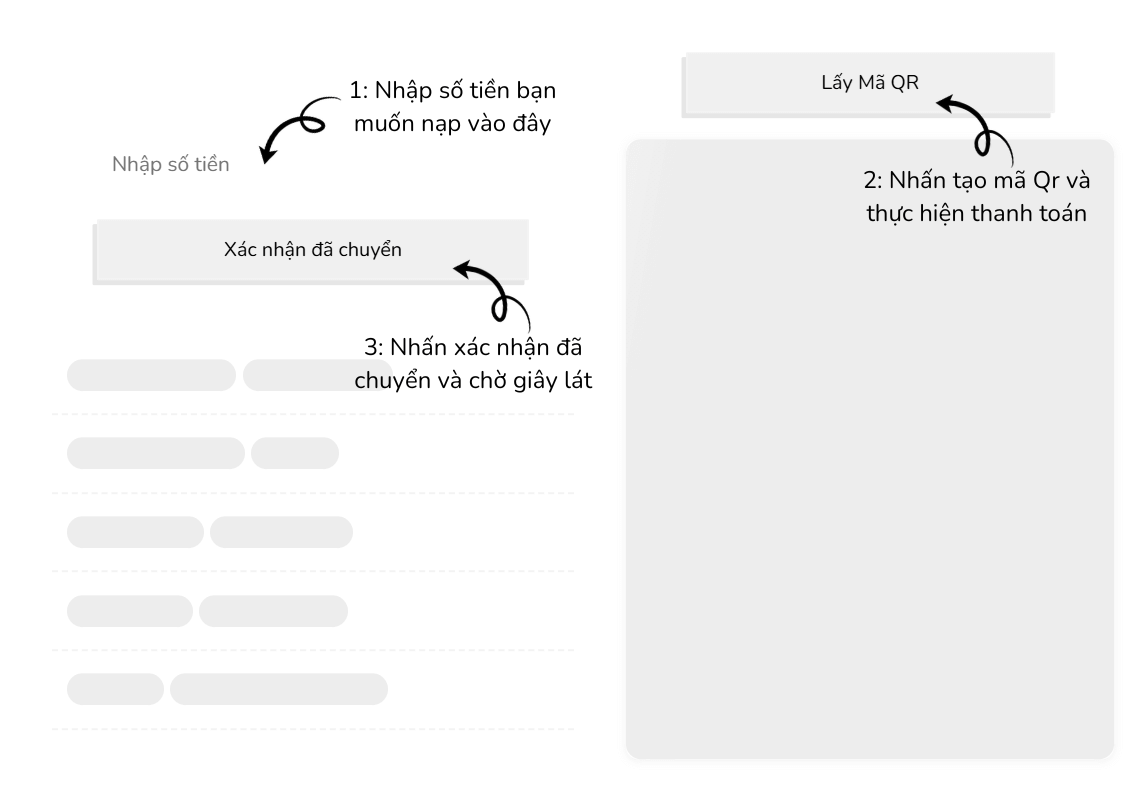 1: Nhập số tiền bạn
muốn nạp vào đây
Nhập số tiền
Xác nhận đã chuyển
3: Nhấn xác nhận đã
chuyển và chờ giây lát
Lấy Mã QR
2: Nhấn tạo mã Qr và
thực hiện thanh toán